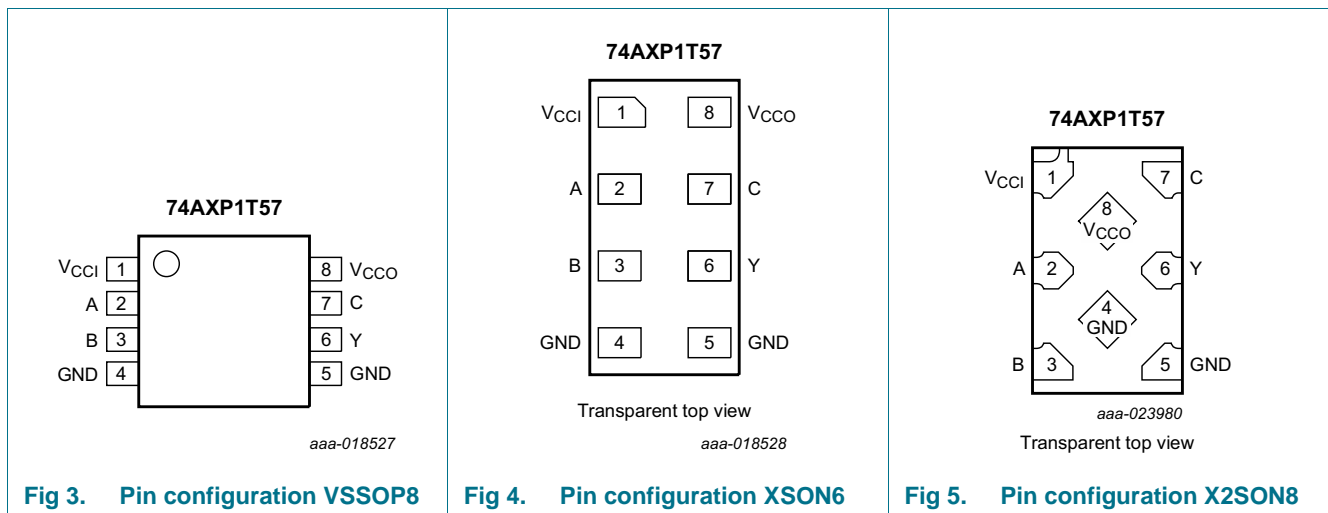 74AXP1T57
VCCI 1
8 VCCO
A 2
7 C
B 3
6 Y
GND 4
5 GND
aaa-018527
Fig 3. Pin configuration VSSOP8
74AXP1T57
VCCI 1
8 VCCO
A 2
7 C
B 3
6 Y
GND 4
5 GND
Transparent top view
aaa-018528
Fig 4. Pin configuration XSON6
74AXP1T57
VCCI 1
7 C
8
VCCO
A 2
6 Y
4
GND
B 3
5 GND
aaa-023980
Transparent top view
Fig 5. Pin configuration X2SON8